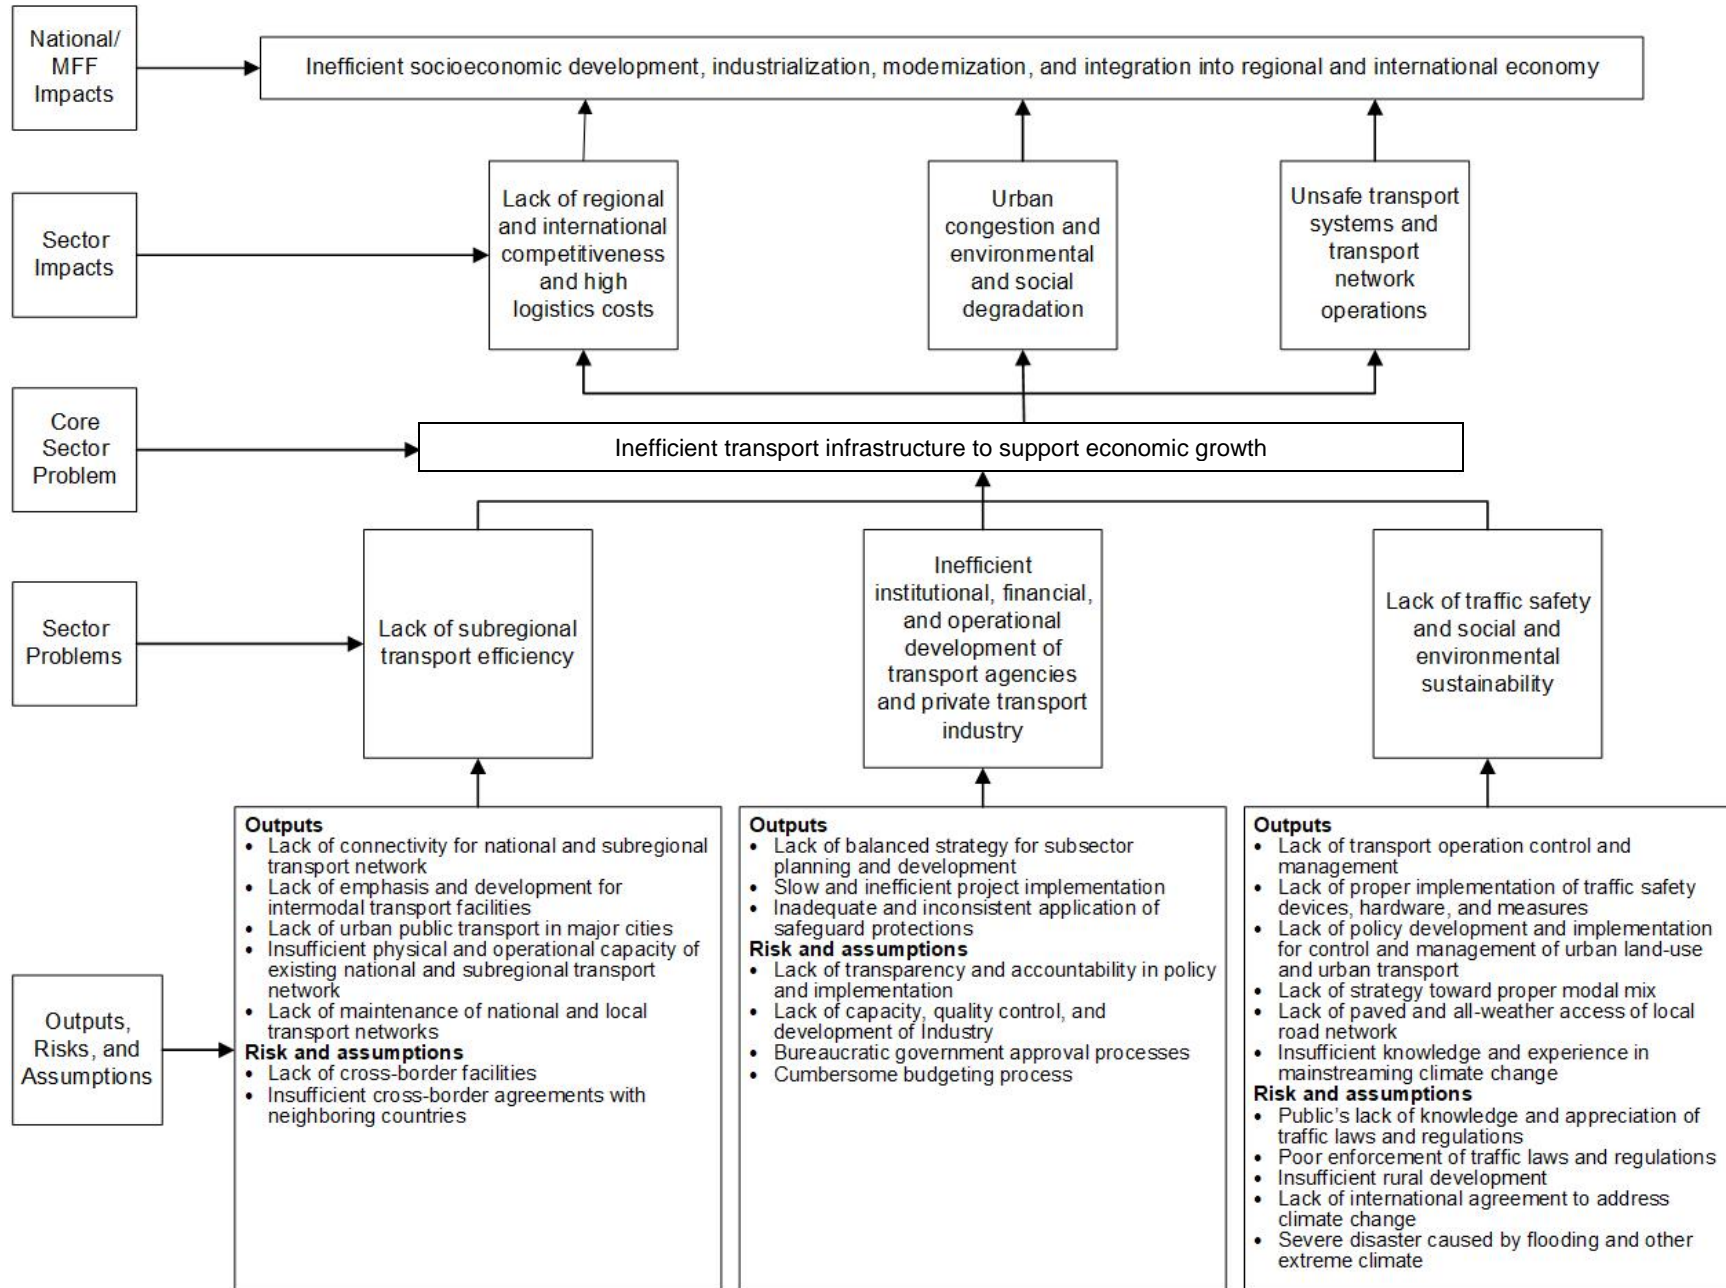 National/
MFF
Impacts
Inefficient socioeconomic development, industrialization, modernization, and integration into regional and international economy
Sector
Impacts
Lack of regional
and international
competitiveness
and high
logistics costs
Urban
congestion and
environmental
and social
degradation
Unsafe transport
systems and
transport
network
operations
Core
Sector
Problem
Inefficient transport infrastructure to support economic growth
Sector
Problems
Lack of subregional
transport efficiency
Inefficient
institutional, financial,
and operational
development of
transport agencies
and private transport
industry
Lack of traffic safety
and social and
environmental
sustainability
Outputs,
Risks, and
Assumptions
Outputs
• Lack of connectivity for national and subregional
transport network
• Lack of emphasis and development for
intermodal transport facilities
• Lack of urban public transport in major cities
• Insufficient physical and operational capacity of
existing national and subregional transport
network
• Lack of maintenance of national and local
transport networks
Risk and assumptions
• Lack of cross-border facilities
• Insufficient cross-border agreements with
neighboring countries
Outputs
• Lack of balanced strategy for subsector
planning and development
• Slow and inefficient project implementation
• Inadequate and inconsistent application of
safeguard protections
Risk and assumptions
• Lack of transparency and accountability in policy
and implementation
• Lack of capacity, quality control, and
development of Industry
• Bureaucratic government approval processes
• Cumbersome budgeting process
Outputs
• Lack of transport operation control and
management
• Lack of proper implementation of traffic safety
devices, hardware, and measures
• Lack of policy development and implementation
for control and management of urban land-use
and urban transport
• Lack of strategy toward proper modal mix
• Lack of paved and all-weather access of local
road network
• Insufficient knowledge and experience in
mainstreaming climate change
Risk and assumptions
• Public's lack of knowledge and appreciation of
traffic laws and regulations
• Poor enforcement of traffic laws and regulations
• Insufficient rural development
• Lack of international agreement to address
climate change
• Severe disaster caused by flooding and other
extreme climate